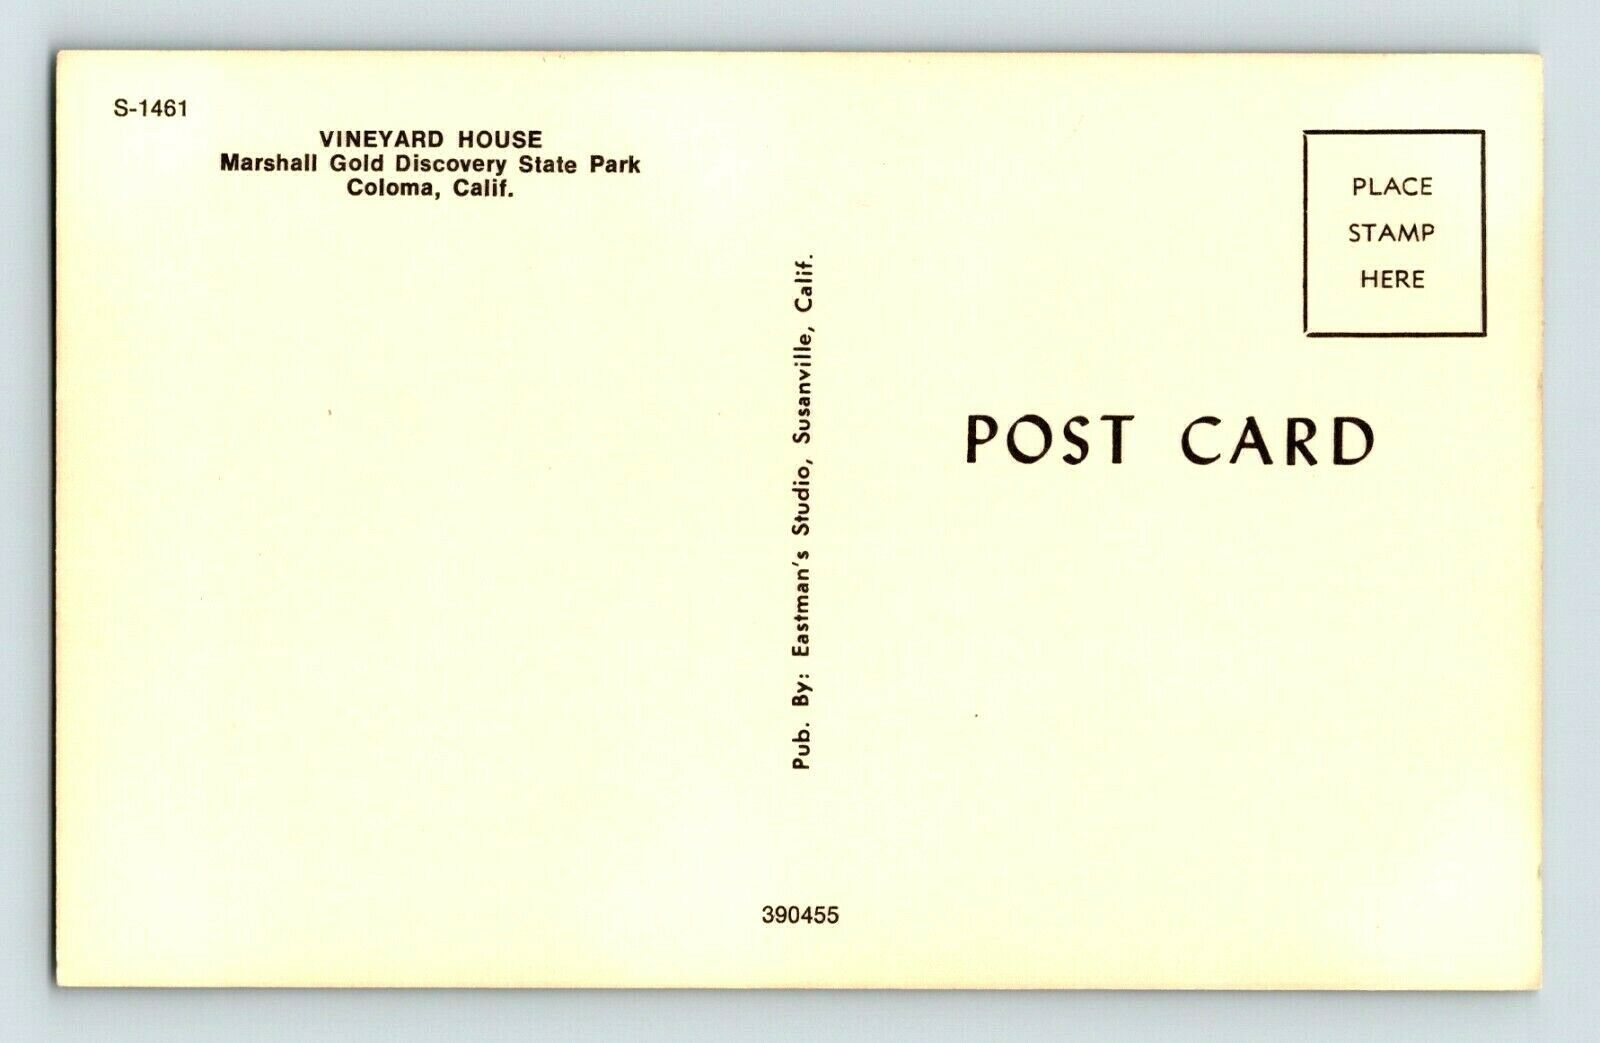 S-1461
VINEYARD HOUSE
Marshall Gold Discovery State Park
Coloma, Calif.
Pub. By: Eastman's Studio, Susanville, Calif.
PLACE
STAMP
HERE
POST CARD
390455